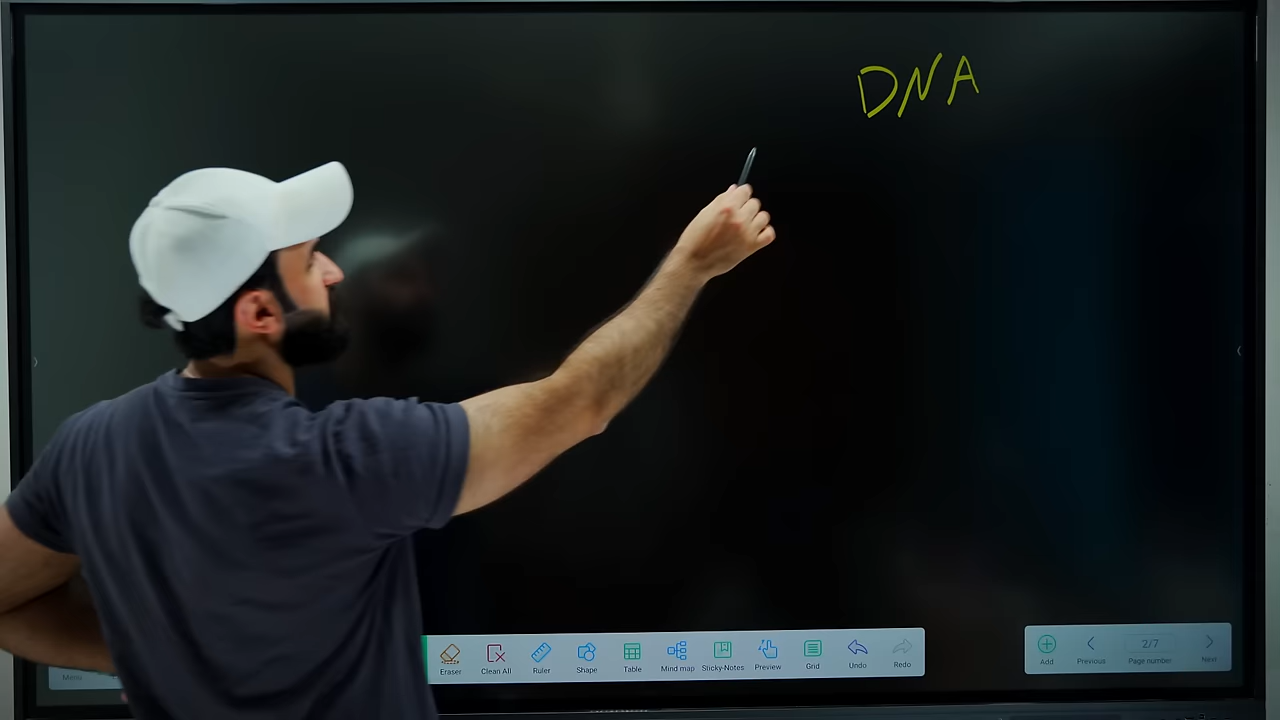 DNA
Menu
Eraser
Clean All
Ruler
Shape
Table
Mind map
Sticky-Notes
Preview
Grid
Undo
Redo
Add
Previous
2/7
Page number
Next